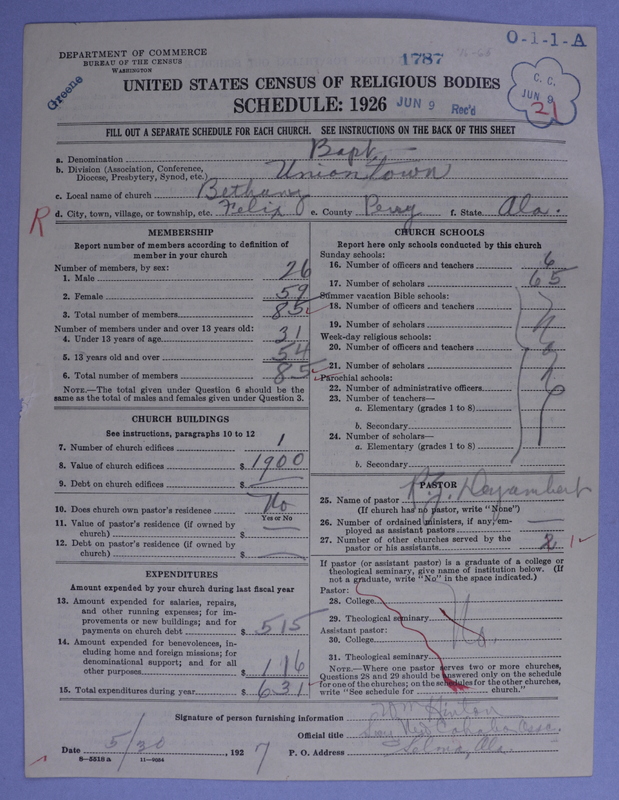 DEPARTMENT OF COMMERCE
BUREAU OF THE CENSUS
WASHINGTON
Greene
1787
O-1-1-A
UNITED STATES CENSUS OF RELIGIOUS BODIES
SCHEDULE: 1926
JUN 9 Rec'd
C. C.
JUN 9
21
FILL OUT A SEPARATE SCHEDULE FOR EACH CHURCH. SEE INSTRUCTIONS ON THE BACK OF THIS SHEET
a. Denomination Bapt.
b. Division (Association, Conference, Diocese, Presbytery, Synod, etc.) Uniontown
c. Local name of church Bethany
R
d. City, town, village, or township, etc. Felix e. County Perry f. State Ala.
MEMBERSHIP
Report number of members according to definition of
member in your church
Number of members, by sex:
1. Male 26
2. Female 59
3. Total number of members 85
Number of members under and over 13 years old:
4. Under 13 years of age 31
5. 13 years old and over 54
6. Total number of members 85
NOTE.—The total given under Question 6 should be the
same as the total of males and females given under Question 3.
CHURCH BUILDINGS
See instructions, paragraphs 10 to 12
7. Number of church edifices 1
8. Value of church edifices $ 1900
9. Debt on church edifices $ —
10. Does church own pastor's residence No
Yes or No
11. Value of pastor's residence (if owned by
church) $ —
12. Debt on pastor's residence (if owned by
church) $ —
EXPENDITURES
Amount expended by your church during last fiscal year
13. Amount expended for salaries, repairs,
and other running expenses; for im-
provements or new buildings; and for
payments on church debt $ 515
14. Amount expended for benevolences, in-
cluding home and foreign missions; for
denominational support; and for all
other purposes $ 116
15. Total expenditures during year $ 631
CHURCH SCHOOLS
Report here only schools conducted by this church
Sunday schools:
16. Number of officers and teachers 6
17. Number of scholars 65
Summer vacation Bible schools:
18. Number of officers and teachers
19. Number of scholars
Week-day religious schools:
20. Number of officers and teachers
21. Number of scholars
Parochial schools:
22. Number of administrative officers
23. Number of teachers—
a. Elementary (grades 1 to 8)
b. Secondary
24. Number of scholars—
a. Elementary (grades 1 to 8)
b. Secondary
PASTOR
25. Name of pastor
(If church has no pastor, write "None")
26. Number of ordained ministers, if any, em-
ployed as assistant pastors —
27. Number of other churches served by the
pastor or his assistants 2 1
If pastor (or assistant pastor) is a graduate of a college or
theological seminary, give name of institution below. (If
not a graduate, write "No" in the space indicated.)
Pastor:
28. College
29. Theological seminary No.
Assistant pastor:
30. College
31. Theological seminary
NOTE.—Where one pastor serves two or more churches,
Questions 28 and 29 should be answered only on the schedule
for one of the churches; on the schedules for the other churches,
write "See schedule for church."
Signature of person furnishing information Hinton
Official title New Cahaba Asso.
Date 5/30, 1927 P. O. Address Selma, Ala.
8—5518 a 11—9054